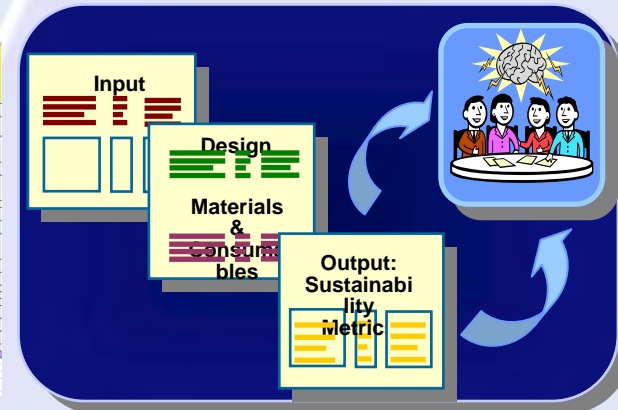 Input
Design
Materials
&
Consuma
bles
Output:
Sustainabi
lity
Metric